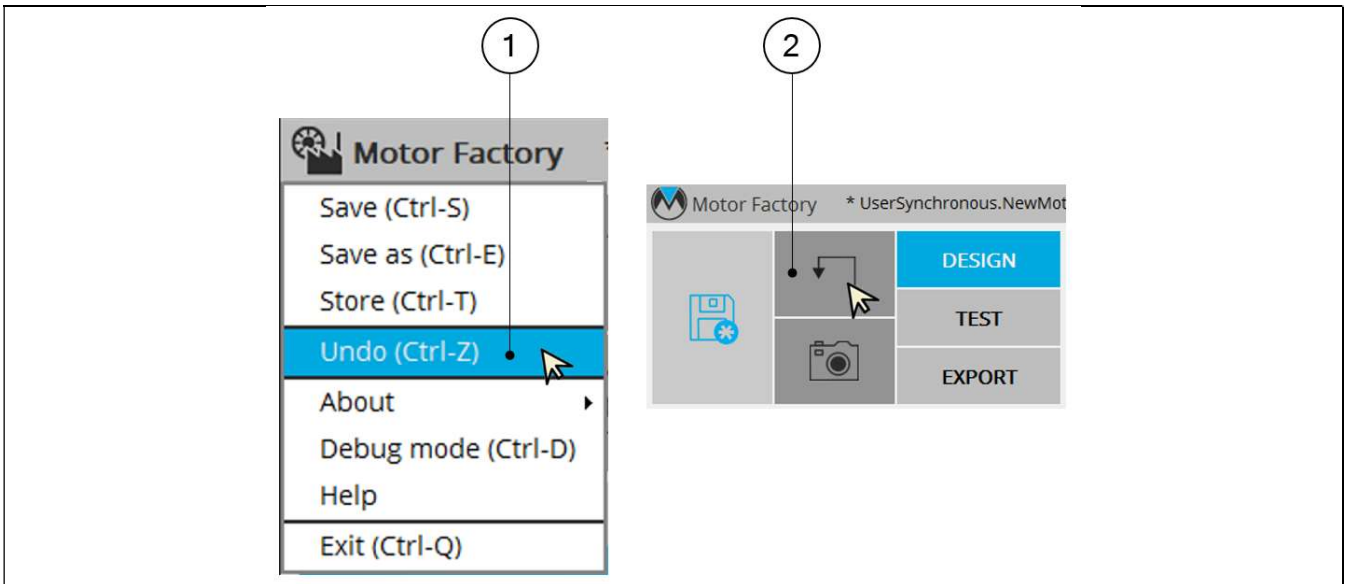 1
2
Motor Factory
Save (Ctrl-S)
Save as (Ctrl-E)
Store (Ctrl-T)
Undo (Ctrl-Z)
About
Debug mode (Ctrl-D)
Help
Exit (Ctrl-Q)
Motor Factory * UserSynchronous.NewMot
DESIGN
TEST
EXPORT